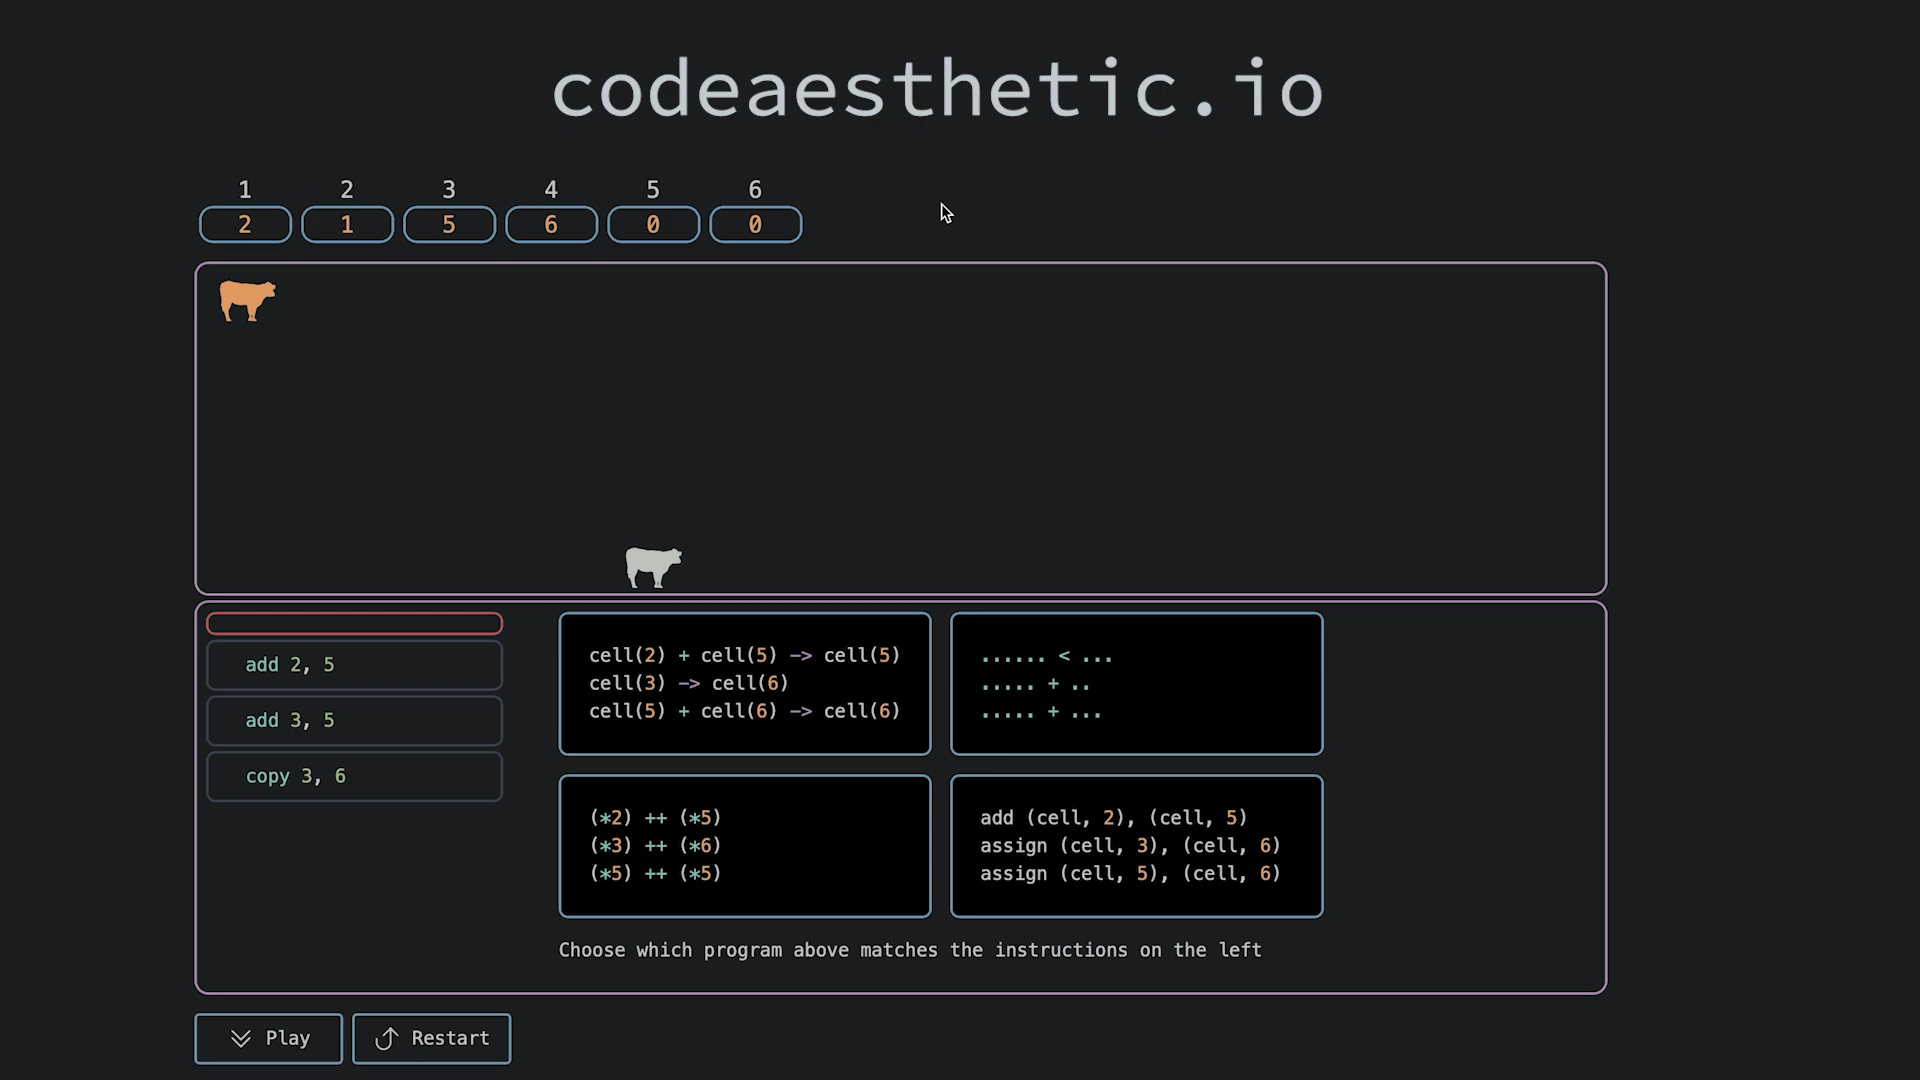 codeaesthetic.io
1 2 3 4 5 6
2 1 5 6 0 0
add 2, 5
add 3, 5
copy 3, 6
cell(2) + cell(5) -> cell(5)
cell(3) -> cell(6)
cell(5) + cell(6) -> cell(6)
...... < ...
..... + ..
..... + ...
(*2) ++ (*5)
(*3) ++ (*6)
(*5) ++ (*5)
add (cell, 2), (cell, 5)
assign (cell, 3), (cell, 6)
assign (cell, 5), (cell, 6)
Choose which program above matches the instructions on the left
Play
Restart